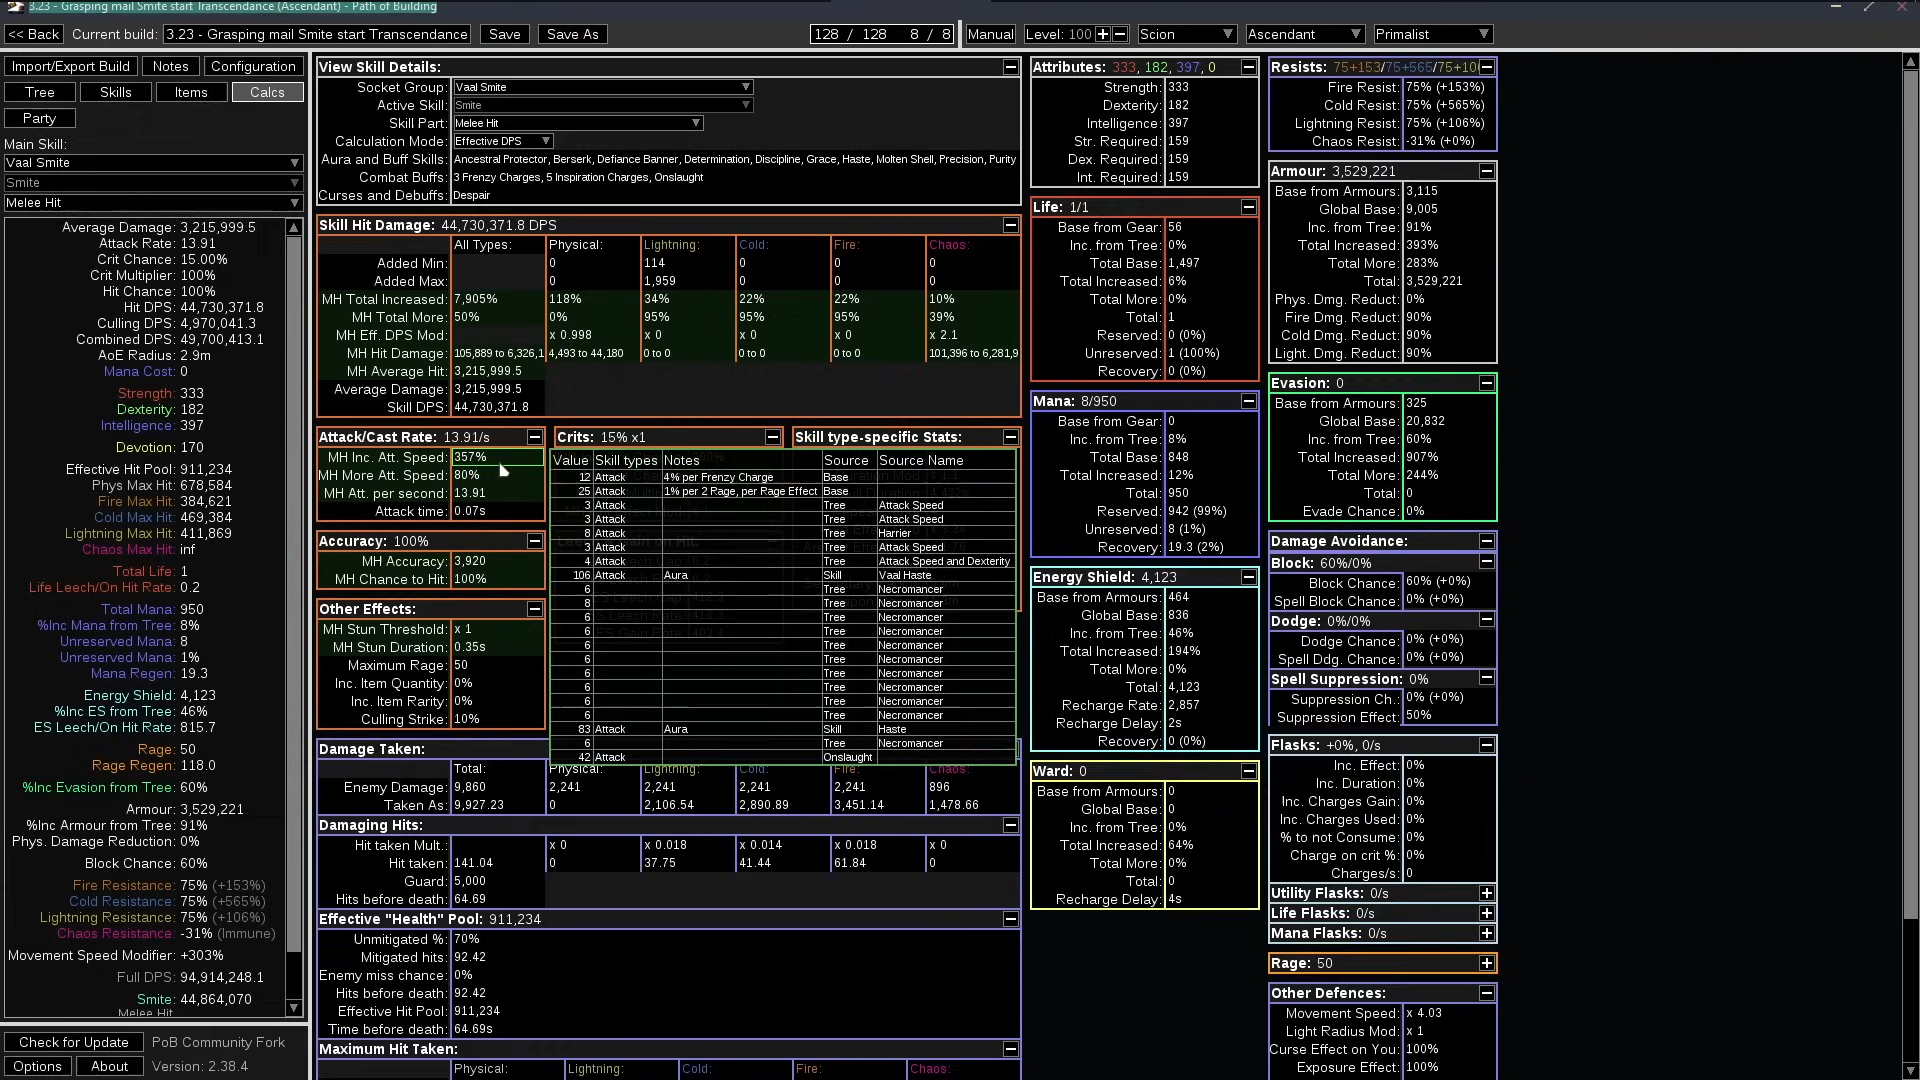 3.23 - Grasping mail Smite start Transcendance (Ascendant) - Path of Building
<< Back Current build: 3.23 - Grasping mail Smite start Transcendance Save Save As 128 / 128 8 / 8 Manual Level: 100 + - Scion Ascendant Primalist
Import/Export Build Notes Configuration
Tree Skills Items Calcs
Party
Main Skill:
Vaal Smite
Smite
Melee Hit
Average Damage: 3,215,999.5
Attack Rate: 13.91
Crit Chance: 15.00%
Crit Multiplier: 100%
Hit Chance: 100%
Hit DPS: 44,730,371.8
Culling DPS: 4,970,041.3
Combined DPS: 49,700,413.1
AoE Radius: 2.9m
Mana Cost: 0
Strength: 333
Dexterity: 182
Intelligence: 397
Devotion: 170
Effective Hit Pool: 911,234
Phys Max Hit: 678,584
Fire Max Hit: 384,621
Cold Max Hit: 469,384
Lightning Max Hit: 411,869
Chaos Max Hit: inf
Total Life: 1
Life Leech/On Hit Rate: 0.2
Total Mana: 950
%Inc Mana from Tree: 8%
Unreserved Mana: 8
Unreserved Mana: 1%
Mana Regen: 19.3
Energy Shield: 4,123
%Inc ES from Tree: 46%
ES Leech/On Hit Rate: 815.7
Rage: 50
Rage Regen: 118.0
%Inc Evasion from Tree: 60%
Armour: 3,529,221
%Inc Armour from Tree: 91%
Phys. Damage Reduction: 0%
Block Chance: 60%
Fire Resistance: 75% (+153%)
Cold Resistance: 75% (+565%)
Lightning Resistance: 75% (+106%)
Chaos Resistance: -31% (Immune)
Movement Speed Modifier: +303%
Full DPS: 94,914,248.1
Smite: 44,864,070
Melee Hit
Check for Update PoB Community Fork
Options About Version: 2.38.4
View Skill Details:
Socket Group: Vaal Smite
Active Skill: Smite
Skill Part: Melee Hit
Calculation Mode: Effective DPS
Aura and Buff Skills: Ancestral Protector, Berserk, Defiance Banner, Determination, Discipline, Grace, Haste, Molten Shell, Precision, Purity
Combat Buffs: 3 Frenzy Charges, 5 Inspiration Charges, Onslaught
Curses and Debuffs: Despair
Skill Hit Damage: 44,730,371.8 DPS
All Types: Physical: Lightning: Cold: Fire: Chaos:
Added Min: 0 114 0 0 0
Added Max: 0 1,959 0 0 0
MH Total Increased: 7,905% 118% 34% 22% 22% 10%
MH Total More: 50% 0% 95% 95% 95% 39%
MH Eff. DPS Mod: x 0.998 x 0 x 0 x 0 x 2.1
MH Hit Damage: 105,889 to 6,326,1 4,493 to 44,180 0 to 0 0 to 0 0 to 0 101,396 to 6,281,9
MH Average Hit: 3,215,999.5
Average Damage: 3,215,999.5
Skill DPS: 44,730,371.8
Attack/Cast Rate: 13.91/s
MH Inc. Att. Speed: 357%
MH More Att. Speed: 80%
MH Att. per second: 13.91
Attack time: 0.07s
Crits: 15% x1
Skill type-specific Stats:
Value Skill types Notes Source Source Name
12 Attack 4% per Frenzy Charge Base
25 Attack 1% per 2 Rage, per Rage Effect Base
3 Attack Tree Attack Speed
3 Attack Tree Attack Speed
8 Attack Tree Harrier
3 Attack Tree Attack Speed
4 Attack Tree Attack Speed and Dexterity
106 Attack Aura Skill Vaal Haste
6 Tree Necromancer
8 Tree Necromancer
6 Tree Necromancer
6 Tree Necromancer
6 Tree Necromancer
6 Tree Necromancer
6 Tree Necromancer
6 Tree Necromancer
6 Tree Necromancer
6 Tree Necromancer
83 Attack Aura Skill Haste
6 Tree Necromancer
42 Attack Onslaught
Accuracy: 100%
MH Accuracy: 3,920
MH Chance to Hit: 100%
Other Effects:
MH Stun Threshold: x 1
MH Stun Duration: 0.35s
Maximum Rage: 50
Inc. Item Quantity: 0%
Inc. Item Rarity: 0%
Culling Strike: 10%
Damage Taken:
Total: Physical: Lightning: Cold: Fire: Chaos:
Enemy Damage: 9,860 2,241 2,241 2,241 2,241 896
Taken As: 9,927.23 0 2,106.54 2,890.89 3,451.14 1,478.66
Damaging Hits:
Hit taken Mult.: x 0 x 0.018 x 0.014 x 0.018 x 0
Hit taken: 141.04 0 37.75 41.44 61.84 0
Guard: 5,000
Hits before death: 64.69
Effective "Health" Pool: 911,234
Unmitigated %: 70%
Mitigated hits: 92.42
Enemy miss chance: 0%
Hits before death: 92.42
Effective Hit Pool: 911,234
Time before death: 64.69s
Maximum Hit Taken:
Physical: Lightning: Cold: Fire: Chaos:
Attributes: 333, 182, 397, 0
Strength: 333
Dexterity: 182
Intelligence: 397
Str. Required: 159
Dex. Required: 159
Int. Required: 159
Life: 1/1
Base from Gear: 56
Inc. from Tree: 0%
Total Base: 1,497
Total Increased: 6%
Total More: 0%
Total: 1
Reserved: 0 (0%)
Unreserved: 1 (100%)
Recovery: 0 (0%)
Mana: 8/950
Base from Gear: 0
Inc. from Tree: 8%
Total Base: 848
Total Increased: 12%
Total: 950
Reserved: 942 (99%)
Unreserved: 8 (1%)
Recovery: 19.3 (2%)
Energy Shield: 4,123
Base from Armours: 464
Global Base: 836
Inc. from Tree: 46%
Total Increased: 194%
Total More: 0%
Total: 4,123
Recharge Rate: 2,857
Recharge Delay: 2s
Recovery: 0 (0%)
Ward: 0
Base from Armours: 0
Global Base: 0
Inc. from Tree: 0%
Total Increased: 64%
Total More: 0%
Total: 0
Recharge Delay: 4s
Resists: 75+153/75+565/75+10
Fire Resist: 75% (+153%)
Cold Resist: 75% (+565%)
Lightning Resist: 75% (+106%)
Chaos Resist: -31% (+0%)
Armour: 3,529,221
Base from Armours: 3,115
Global Base: 9,005
Inc. from Tree: 91%
Total Increased: 393%
Total More: 283%
Total: 3,529,221
Phys. Dmg. Reduct: 0%
Fire Dmg. Reduct: 90%
Cold Dmg. Reduct: 90%
Light. Dmg. Reduct: 90%
Evasion: 0
Base from Armours: 325
Global Base: 20,832
Inc. from Tree: 60%
Total Increased: 907%
Total More: 244%
Total: 0
Evade Chance: 0%
Damage Avoidance:
Block: 60%/0%
Block Chance: 60% (+0%)
Spell Block Chance: 0% (+0%)
Dodge: 0%/0%
Dodge Chance: 0% (+0%)
Spell Ddg. Chance: 0% (+0%)
Spell Suppression: 0%
Suppression Ch.: 0% (+0%)
Suppression Effect: 50%
Flasks: +0%, 0/s
Inc. Effect: 0%
Inc. Duration: 0%
Inc. Charges Gain: 0%
Inc. Charges Used: 0%
% to not Consume: 0%
Charge on crit %: 0%
Charges/s: 0
Utility Flasks: 0/s
Life Flasks: 0/s
Mana Flasks: 0/s
Rage: 50
Other Defences:
Movement Speed: x 4.03
Light Radius Mod: x 1
Curse Effect on You: 100%
Exposure Effect: 100%